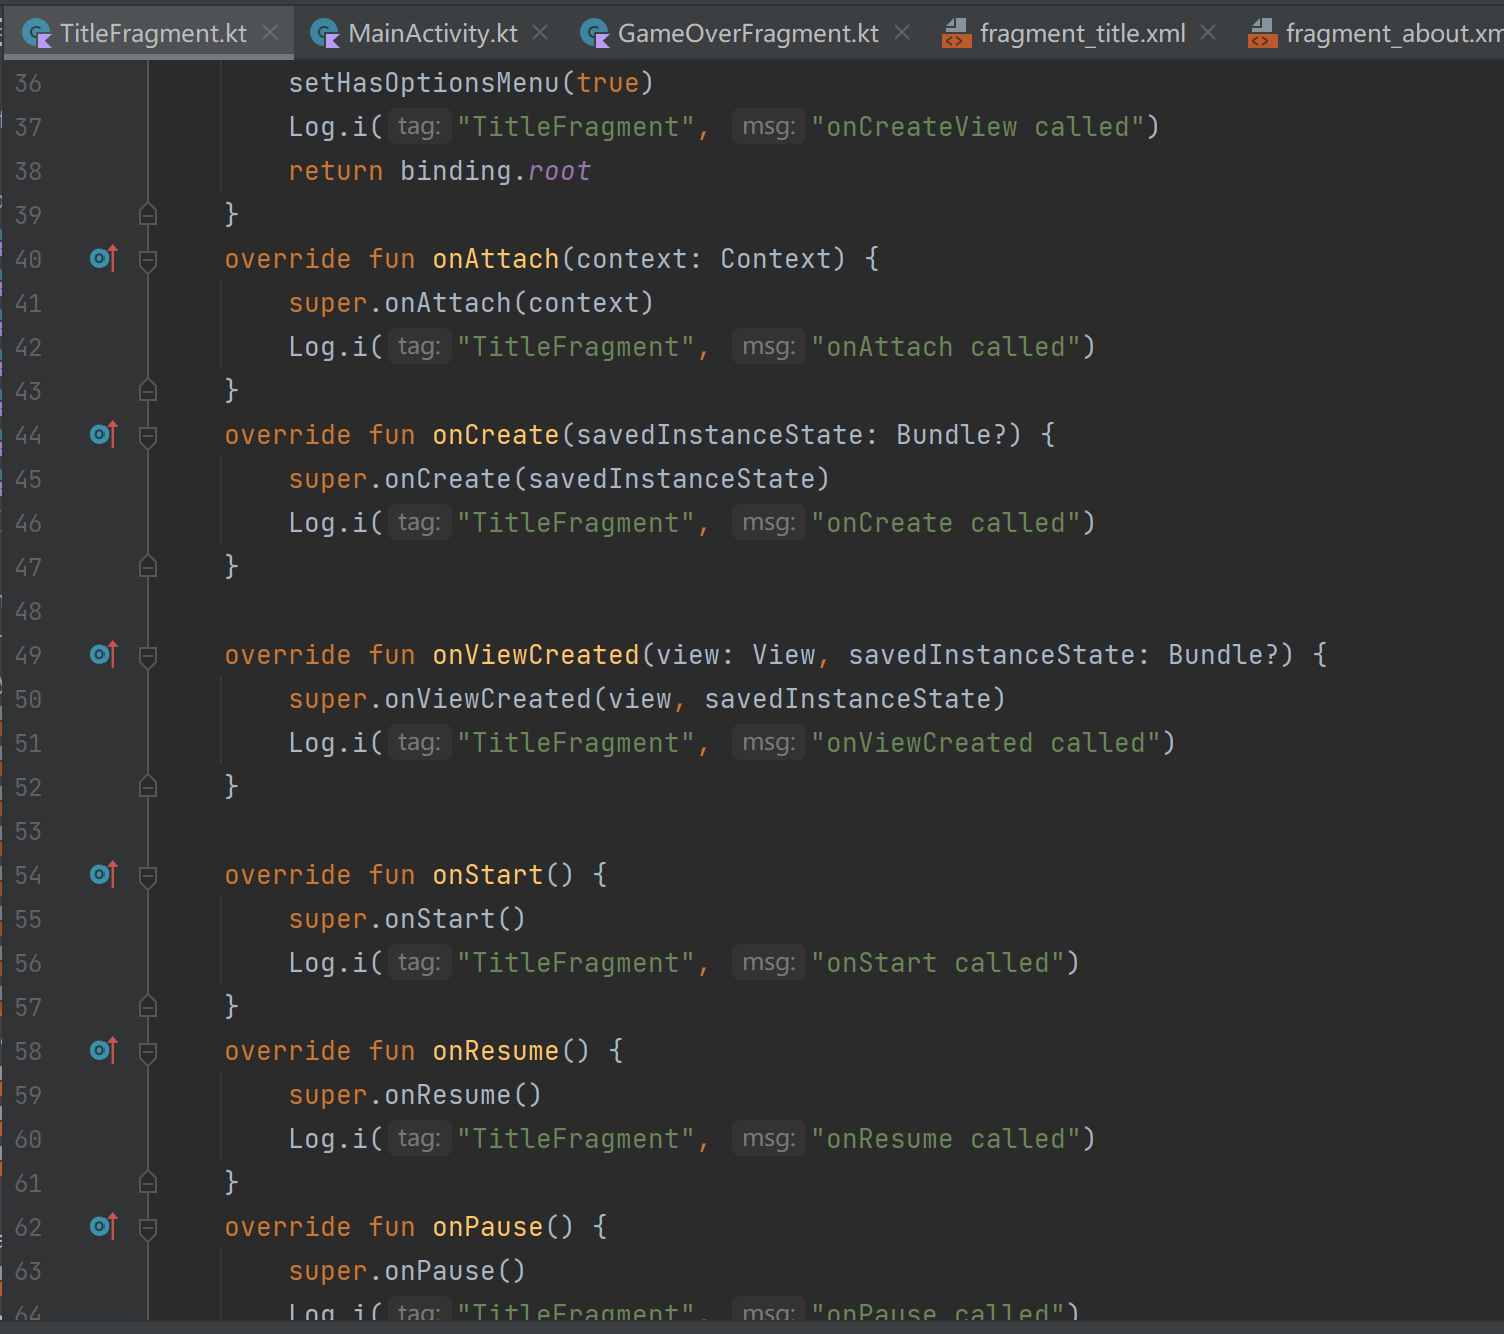 TitleFragment.kt MainActivity.kt GameOverFragment.kt fragment_title.xml fragment_about.xm
36 setHasOptionsMenu(true)
37 Log.i( tag: "TitleFragment", msg: "onCreateView called")
38 return binding.root
39 }
40 override fun onAttach(context: Context) {
41 super.onAttach(context)
42 Log.i( tag: "TitleFragment", msg: "onAttach called")
43 }
44 override fun onCreate(savedInstanceState: Bundle?) {
45 super.onCreate(savedInstanceState)
46 Log.i( tag: "TitleFragment", msg: "onCreate called")
47 }
48
49 override fun onViewCreated(view: View, savedInstanceState: Bundle?) {
50 super.onViewCreated(view, savedInstanceState)
51 Log.i( tag: "TitleFragment", msg: "onViewCreated called")
52 }
53
54 override fun onStart() {
55 super.onStart()
56 Log.i( tag: "TitleFragment", msg: "onStart called")
57 }
58 override fun onResume() {
59 super.onResume()
60 Log.i( tag: "TitleFragment", msg: "onResume called")
61 }
62 override fun onPause() {
63 super.onPause()
64 Log.i( tag: "TitleFragment", msg: "onPause called")